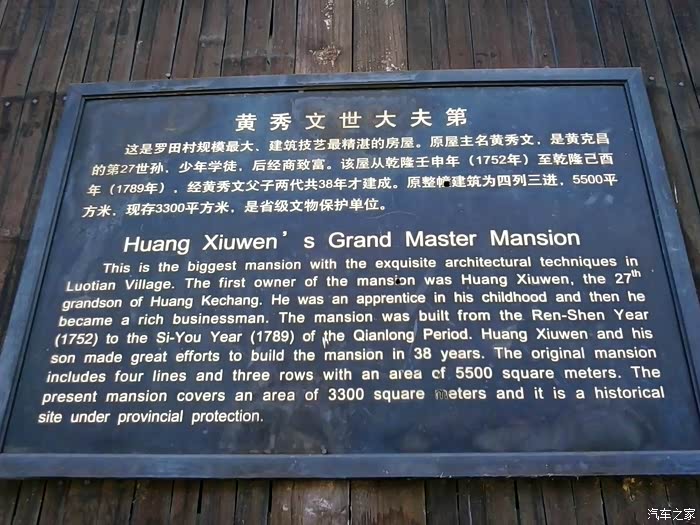 黄秀文世大夫第
这是罗田村规模最大、建筑技艺最精湛的房屋。原屋主名黄秀文，是黄克昌
的第27世孙，少年学徒，后经商致富。该屋从乾隆壬申年（1752年）至乾隆己酉
年（1789年），经黄秀文父子两代共38年才建成。原整幢建筑为四列三进，5500平
方米，现存3300平方米，是省级文物保护单位。
Huang Xiuwen's Grand Master Mansion
This is the biggest mansion with the exquisite architectural techniques in
Luotian Village. The first owner of the mansion was Huang Xiuwen, the 27th
grandson of Huang Kechang. He was an apprentice in his childhood and then he
became a rich businessman. The mansion was built from the Ren-Shen Year
(1752) to the Si-You Year (1789) of the Qianlong Period. Huang Xiuwen and his
son made great efforts to build the mansion in 38 years. The original mansion
includes four lines and three rows with an area of 5500 square meters. The
present mansion covers an area of 3300 square meters and it is a historical
site under provincial protection.
汽车之家